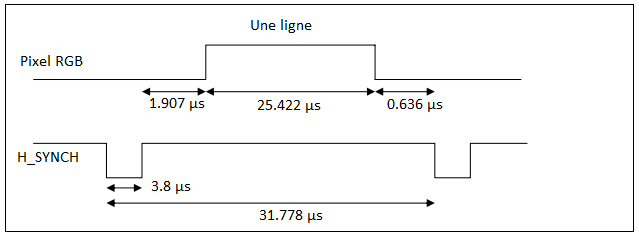 Une ligne
Pixel RGB
1.907 µs
25.422 µs
0.636 µs
H_SYNCH
3.8 µs
31.778 µs